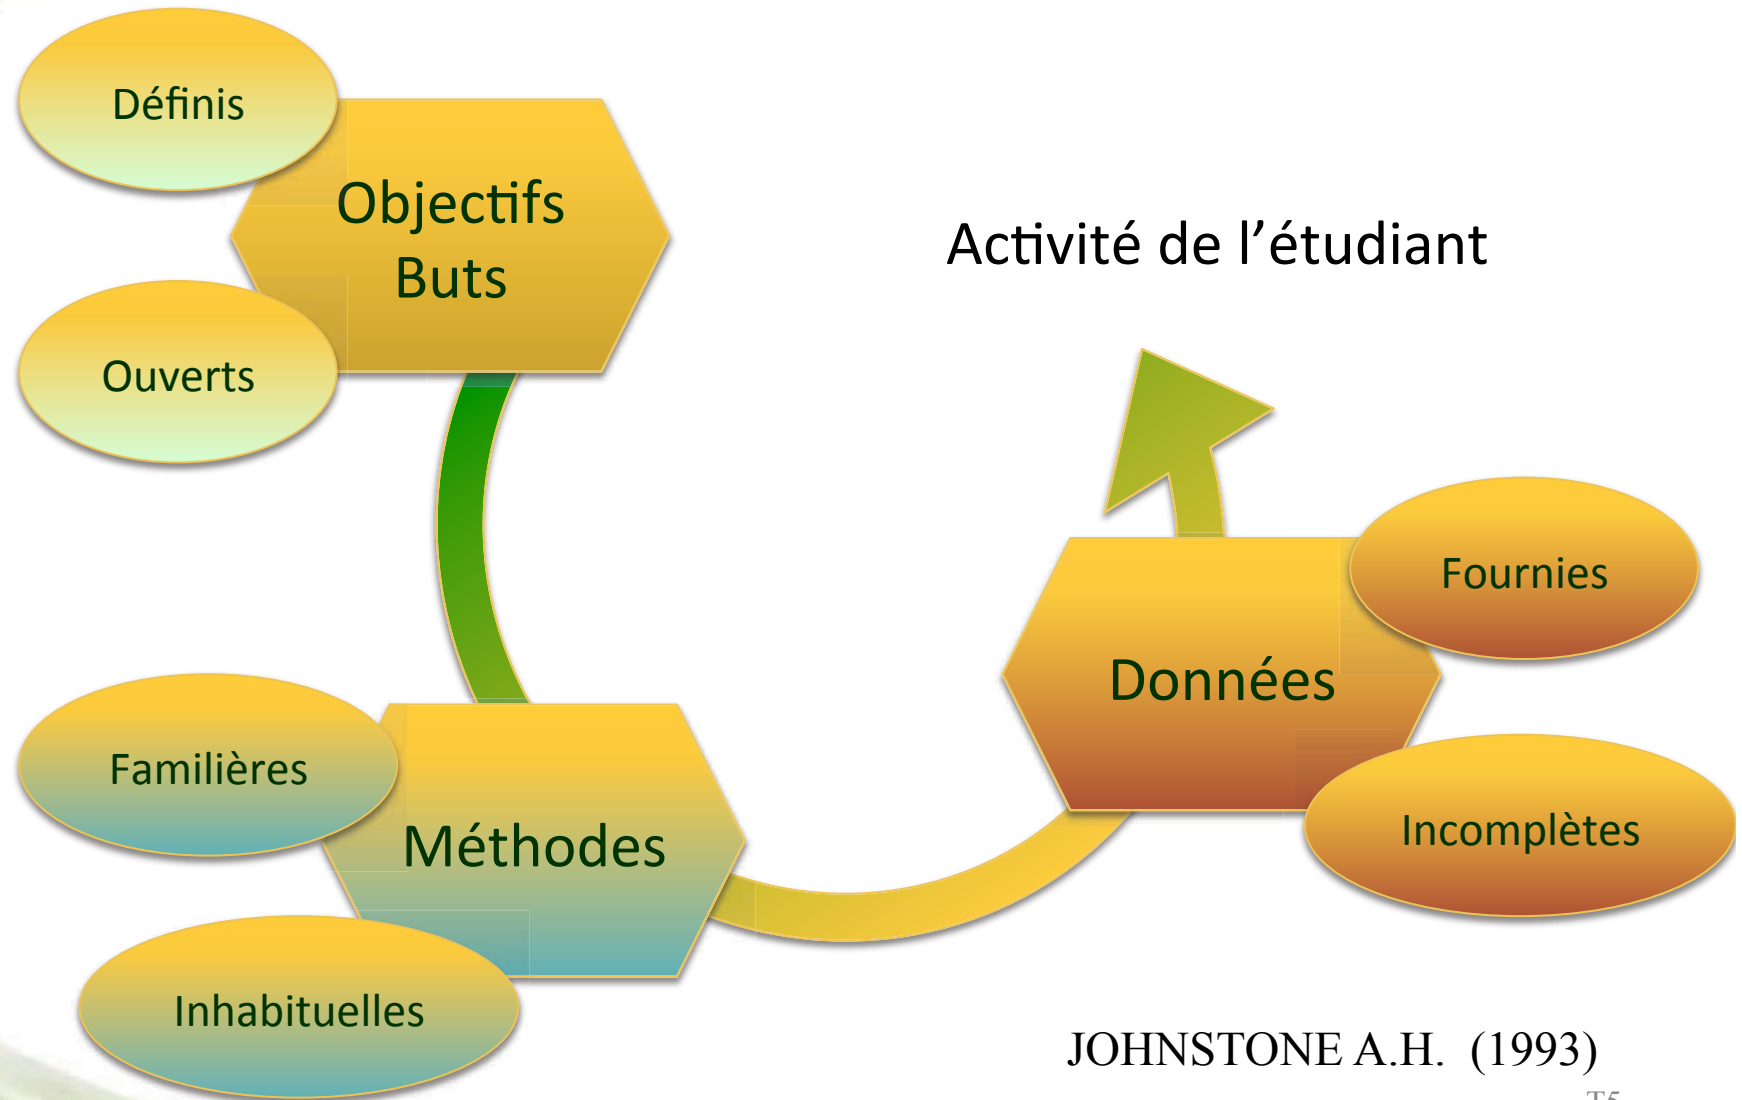 Définis
Objectifs
Buts
Ouverts
Activité de l’étudiant
Fournies
Données
Incomplètes
Familières
Méthodes
Inhabituelles
JOHNSTONE A.H. (1993)